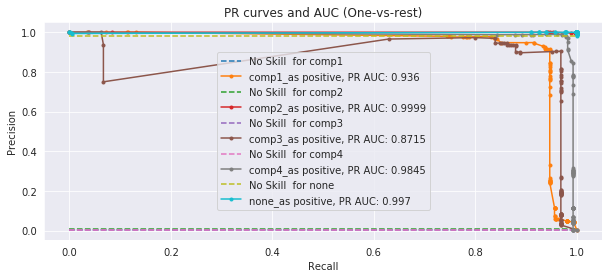 PR curves and AUC (One-vs-rest)
1.0
0.8
0.6
0.4
0.2
0.0
Precision
No Skill for comp1
comp1_as positive, PR AUC: 0.936
No Skill for comp2
comp2_as positive, PR AUC: 0.9999
No Skill for comp3
comp3_as positive, PR AUC: 0.8715
No Skill for comp4
comp4_as positive, PR AUC: 0.9845
No Skill for none
none_as positive, PR AUC: 0.997
0.0 0.2 0.4 0.6 0.8 1.0
Recall